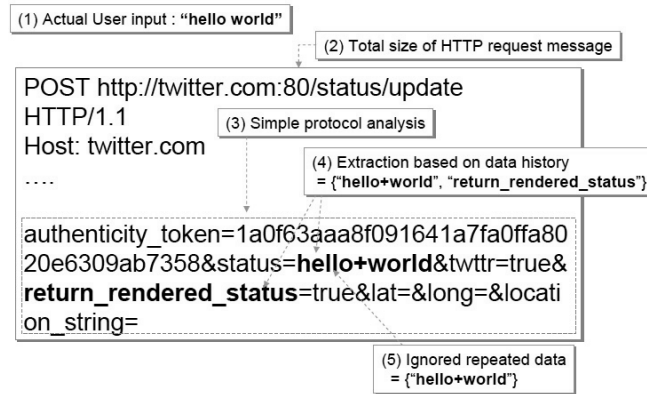 (1) Actual User input : “hello world”
(2) Total size of HTTP request message
POST http://twitter.com:80/status/update
HTTP/1.1
Host: twitter.com
....
(3) Simple protocol analysis
(4) Extraction based on data history
= {“hello+world”, “return_rendered_status”}
authenticity_token=1a0f63aaa8f091641a7fa0ffa80
20e6309ab7358&status=hello+world&twttr=true&
return_rendered_status=true&lat=&long=&locati
on_string=
(5) Ignored repeated data
= {“hello+world”}